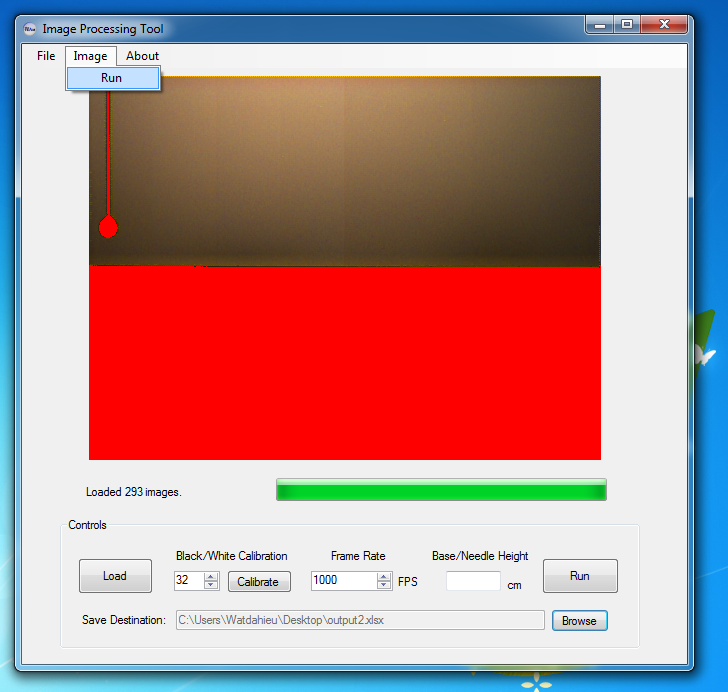 Image Processing Tool
File Image About
Run
Loaded 293 images.
Controls
Black/White Calibration Frame Rate Base/Needle Height
Load 32 Calibrate 1000 FPS cm Run
Save Destination: C:\Users\Watdahieu\Desktop\output2.xlsx Browse